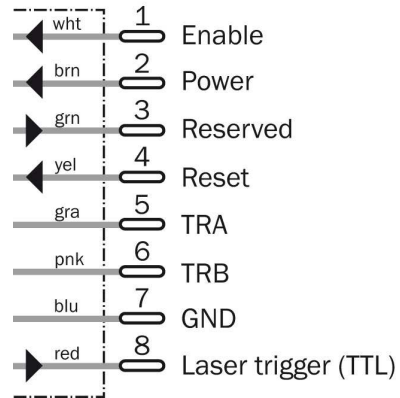 wht 1 Enable
brn 2 Power
grn 3 Reserved
yel 4 Reset
gra 5 TRA
pnk 6 TRB
blu 7 GND
red 8 Laser trigger (TTL)